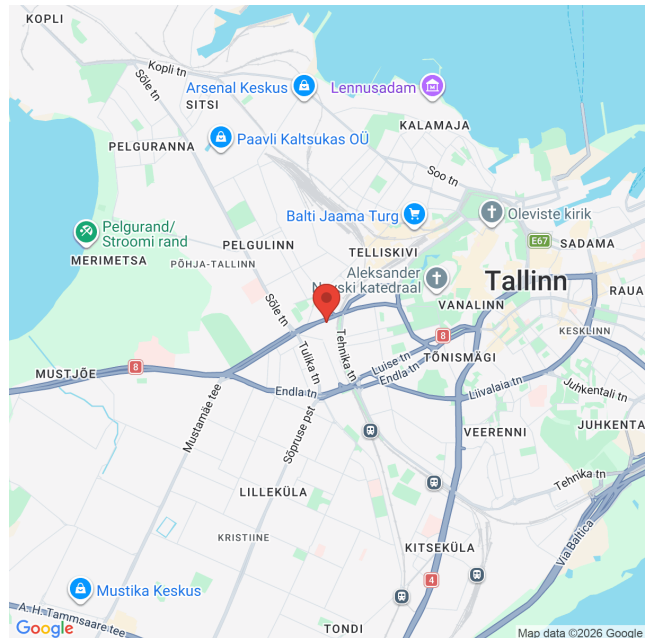 KOPLI
Kopli tn
Sõle tn
Arsenal Keskus
SITSI
Lennusadam
KALAMAJA
Paavli Kaltsukas OÜ
PELGURANNA
Soo tn
Balti Jaama Turg
Oleviste kirik
Pelgurand/
Stroomi rand
MERIMETSA
PELGULINN
PÕHJA-TALLINN
TELLISKIVI
E67
SADAMA
Aleksander
Nevski katedraal
Tallinn
RAUA
VANALINN
Sõle tn
Tulika tn
Tehnika tn
8
KESKLINN
Luise tn
TÕNISMÄGI
8
MUSTJÕE
Endla tn
Endla tn
Liivalaia tn
Juhkentali tn
Mustamäe tee
Sõpruse pst
VEERENNI
JUHKENTA
Tehnika tn
LILLEKÜLA
KRISTIINE
KITSEKÜLA
Via Baltica
4
Mustika Keskus
A. H. Tammsaare tee
TONDI
Google
Map data ©2026 Google